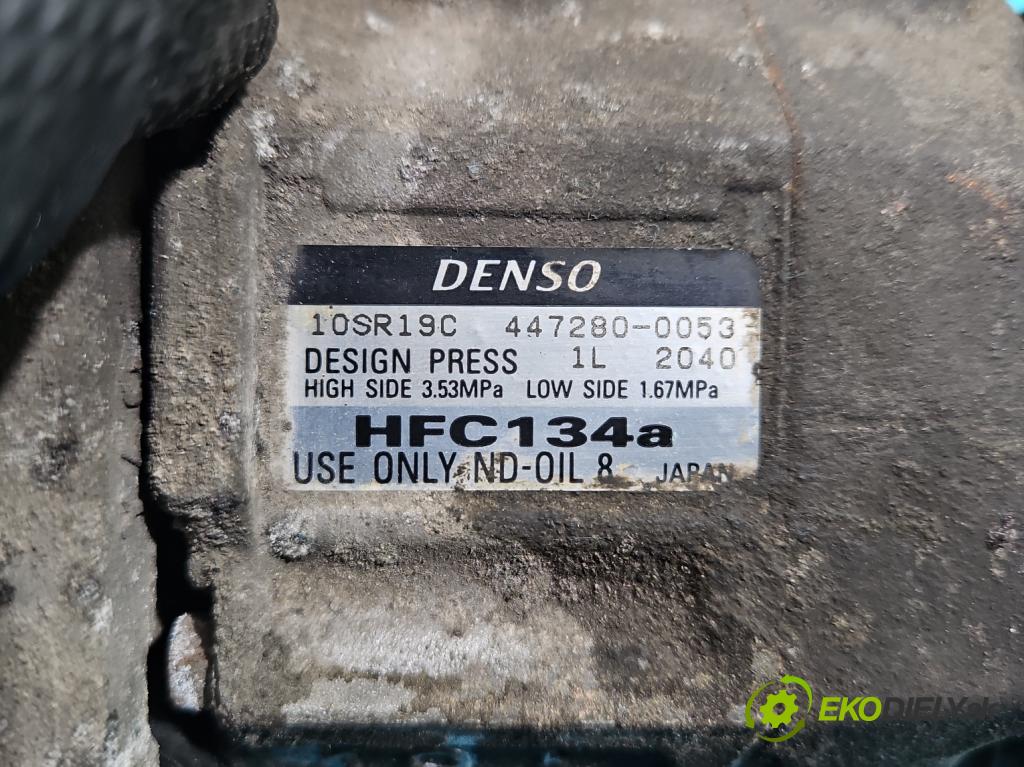 DENSO
10SR19C 447280-0053
DESIGN PRESS 1L 2040
HIGH SIDE 3.53MPa LOW SIDE 1.67MPa
HFC134a
USE ONLY ND-OIL 8 JAPAN
EKODIELY